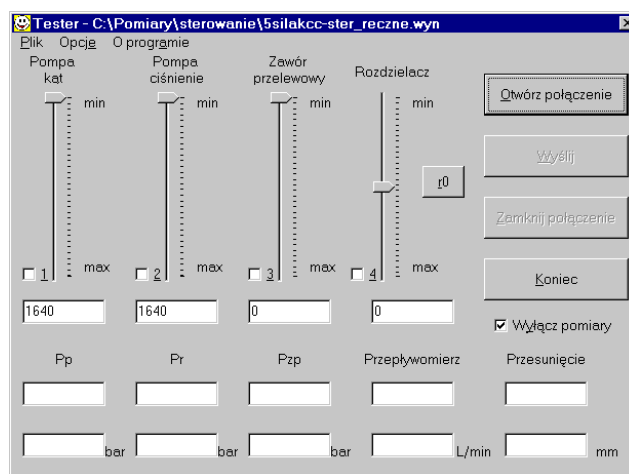 Tester - C:\Pomiary\sterowanie\5silakcc-ster_reczne.wyn
Plik Opcje O programie
Pompa kąt
Pompa ciśnienie
Zawór przelewowy
Rozdzielacz
min min min min
Otwórz połączenie
Wyślij
r0
Zamknij połączenie
max max max max
1 2 3 4
Koniec
1640 1640 0 0
Wyłącz pomiary
Pp Pr Pzp Przepływomierz Przesunięcie
bar bar bar L/min mm